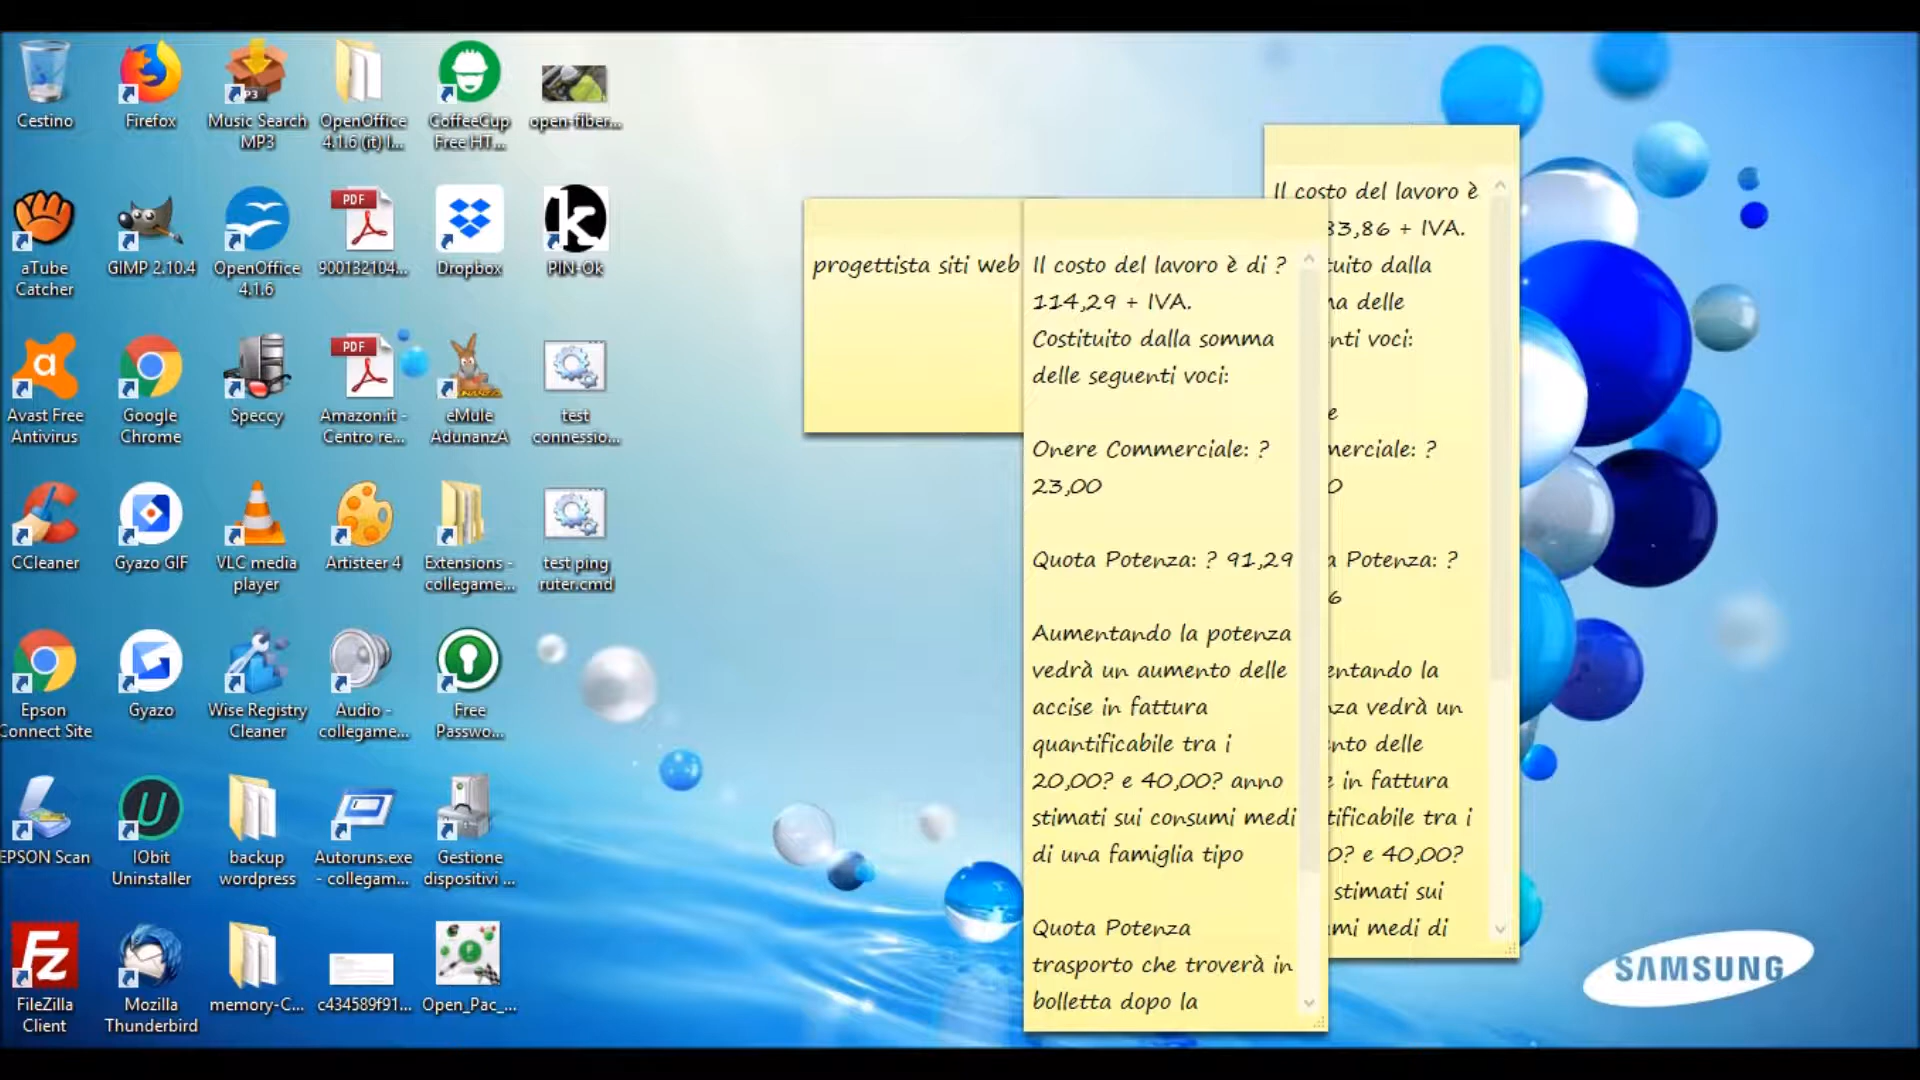 Cestino
Firefox
Music Search
MP3
OpenOffice
4.1.6 (it) I...
CoffeeCup
Free HT...
open-fiber...
aTube
Catcher
GIMP 2.10.4
OpenOffice
4.1.6
PDF
900132104...
Dropbox
k
PIN-Ok
Avast Free
Antivirus
Google
Chrome
Speccy
PDF
Amazon.it -
Centro re...
eMule
AdunanzA
test
connessio...
CCleaner
Gyazo GIF
VLC media
player
Artisteer 4
Extensions -
collegame...
test ping
ruter.cmd
Epson
Connect Site
Gyazo
Wise Registry
Cleaner
Audio -
collegame...
Free
Passwo...
EPSON Scan
IObit
Uninstaller
backup
wordpress
Autoruns.exe
- collegam...
Gestione
dispositivi ...
Fz
FileZilla
Client
Mozilla
Thunderbird
memory-C...
c434589f91...
Open_Pac_...
progettista siti web
Il costo del lavoro è di ?
114,29 + IVA.
Costituito dalla somma
delle seguenti voci:
Onere Commerciale: ?
23,00
Quota Potenza: ? 91,29
Aumentando la potenza
vedrà un aumento delle
accise in fattura
quantificabile tra i
20,00? e 40,00? anno
stimati sui consumi medi
di una famiglia tipo
Quota Potenza
trasporto che troverà in
bolletta dopo la
Il costo del lavoro è
83,86 + IVA.
tuito dalla
delle
nti voci:
merciale: ?
Potenza: ?
entando la
nza vedrà un
nto delle
in fattura
tificabile tra i
0? e 40,00?
stimati sui
mi medi di
SAMSUNG